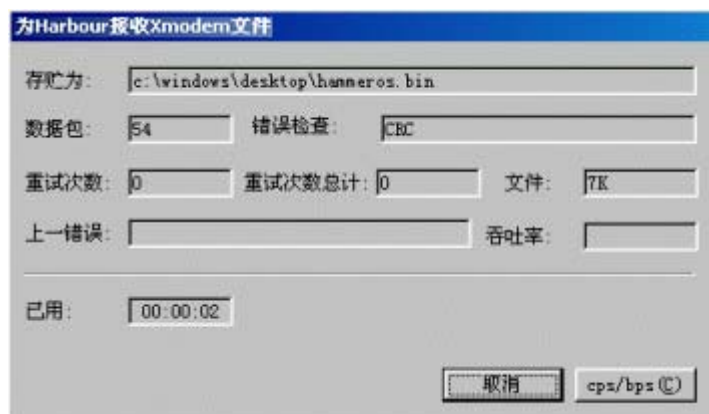 为Harbour接收Xmodem文件
存贮为: c:\windows\desktop\hammeros.bin
数据包: 54 错误检查: CRC
重试次数: 0 重试次数总计: 0 文件: 7K
上一错误: 吞吐率:
已用: 00:00:02
取消 cps/bps(C)